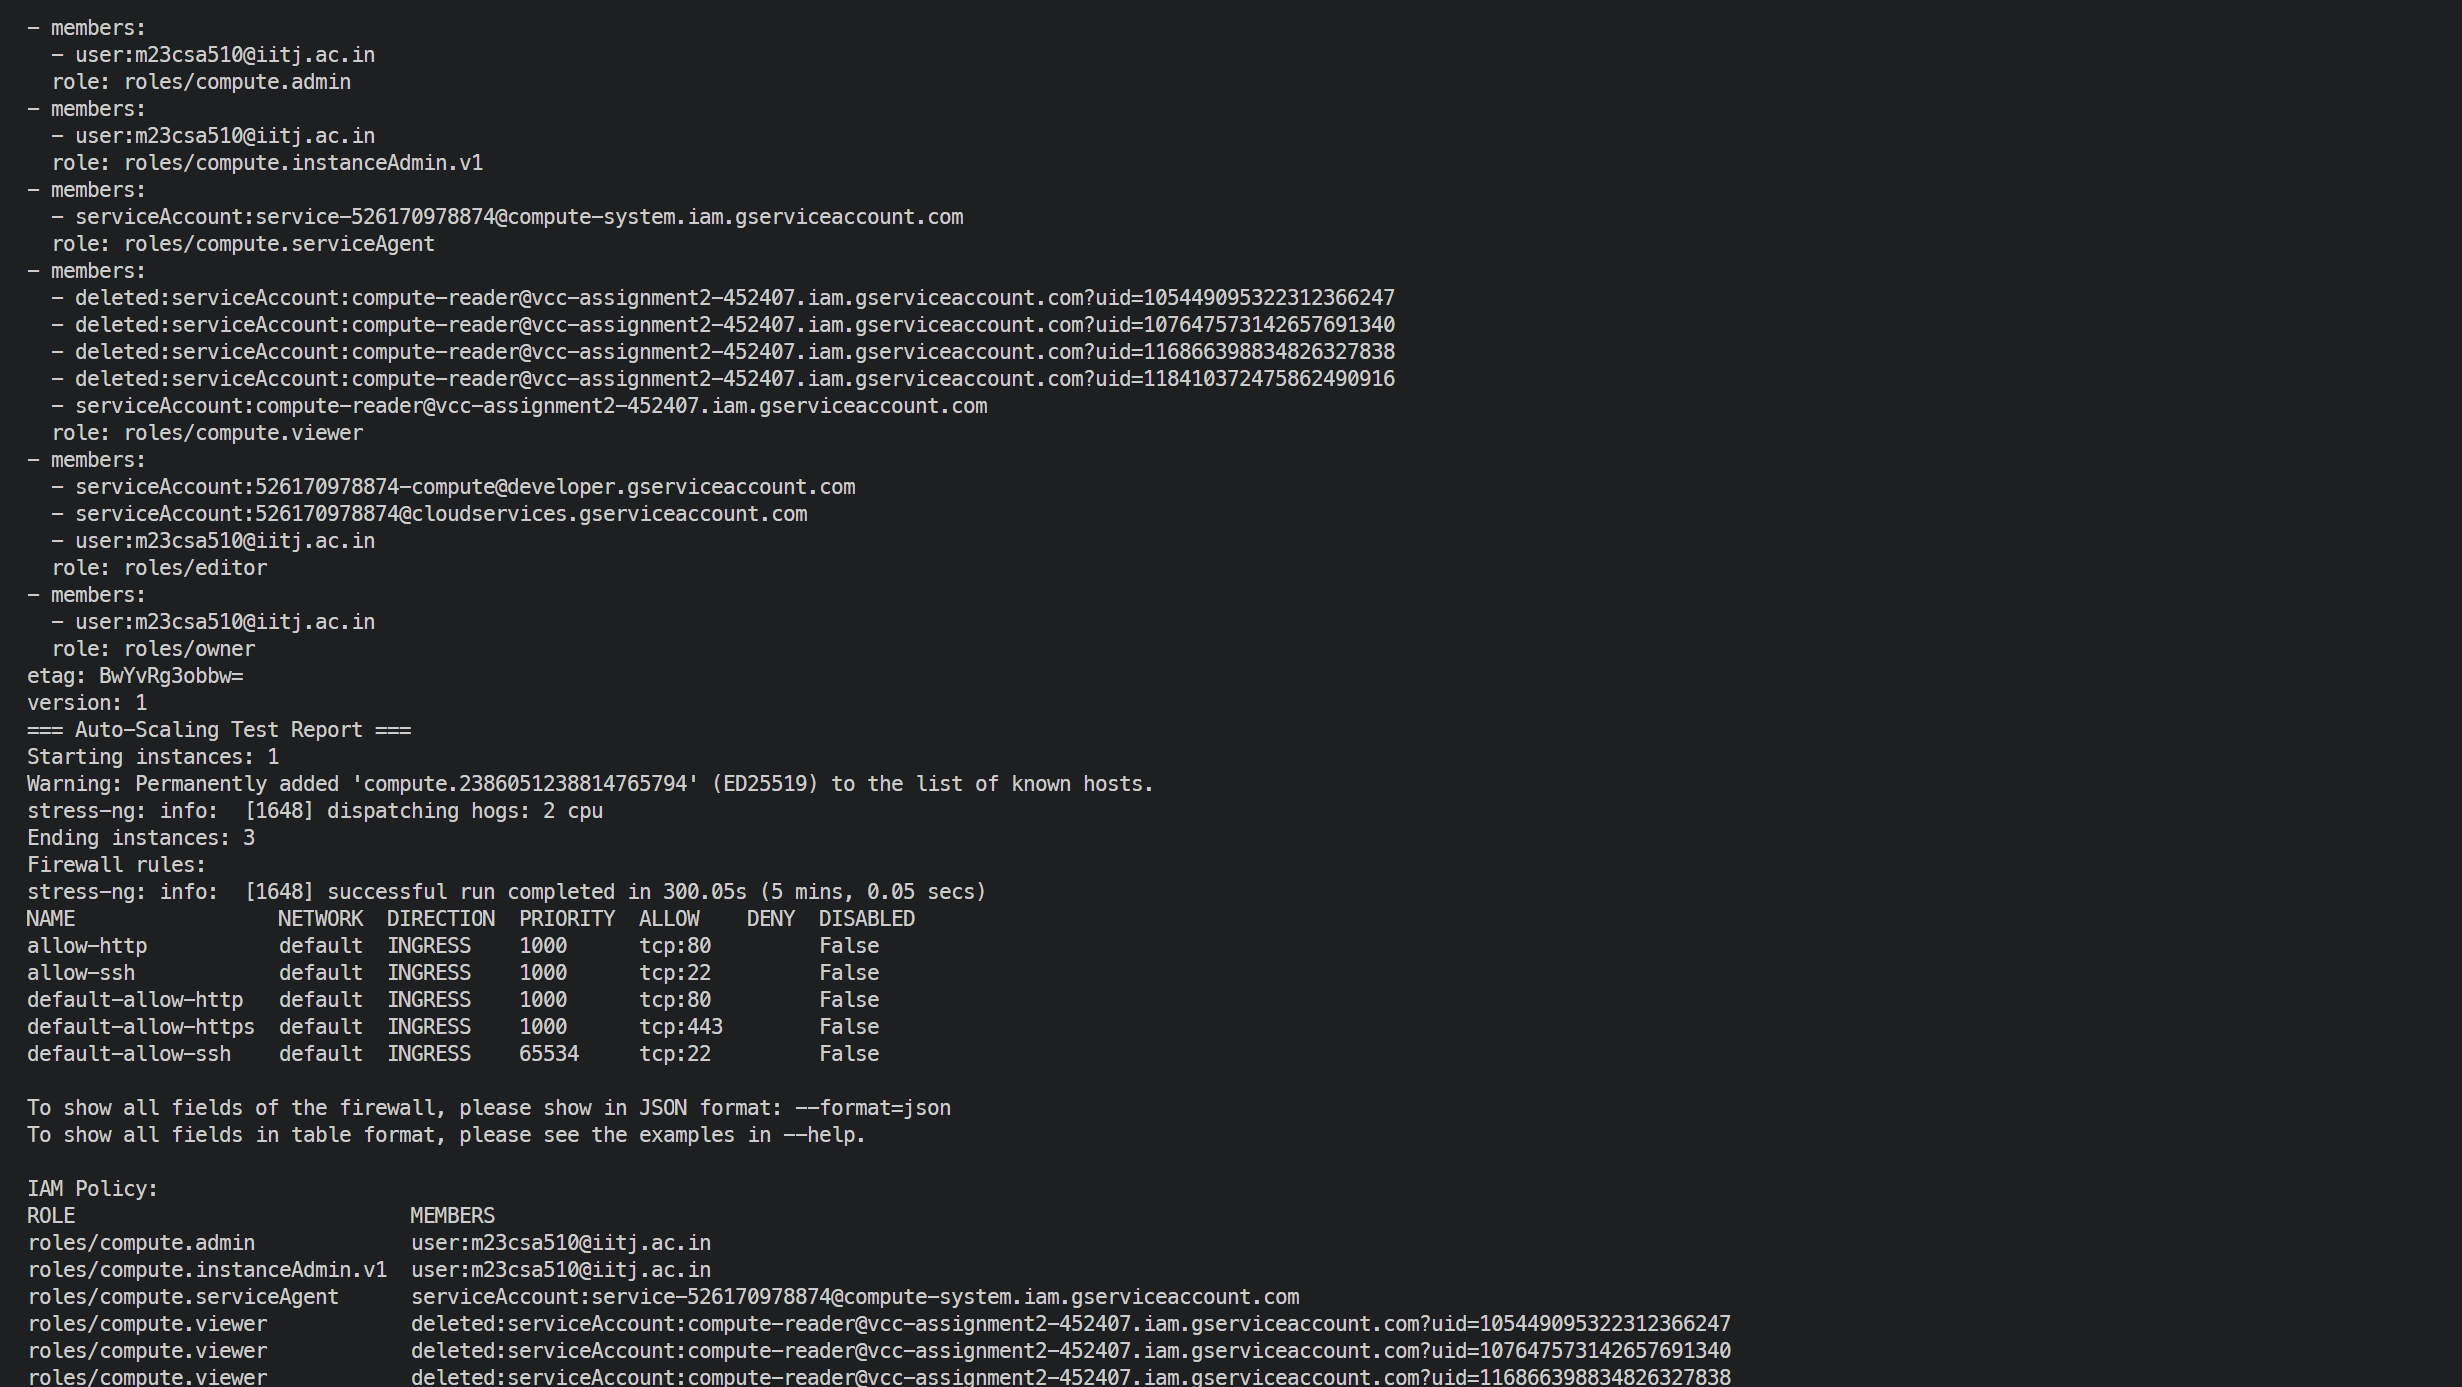 - members:
  - user:m23csa510@iitj.ac.in
  role: roles/compute.admin
- members:
  - user:m23csa510@iitj.ac.in
  role: roles/compute.instanceAdmin.v1
- members:
  - serviceAccount:service-526170978874@compute-system.iam.gserviceaccount.com
  role: roles/compute.serviceAgent
- members:
  - deleted:serviceAccount:compute-reader@vcc-assignment2-452407.iam.gserviceaccount.com?uid=105449095322312366247
  - deleted:serviceAccount:compute-reader@vcc-assignment2-452407.iam.gserviceaccount.com?uid=107647573142657691340
  - deleted:serviceAccount:compute-reader@vcc-assignment2-452407.iam.gserviceaccount.com?uid=116866398834826327838
  - deleted:serviceAccount:compute-reader@vcc-assignment2-452407.iam.gserviceaccount.com?uid=118410372475862490916
  - serviceAccount:compute-reader@vcc-assignment2-452407.iam.gserviceaccount.com
  role: roles/compute.viewer
- members:
  - serviceAccount:526170978874-compute@developer.gserviceaccount.com
  - serviceAccount:526170978874@cloudservices.gserviceaccount.com
  - user:m23csa510@iitj.ac.in
  role: roles/editor
- members:
  - user:m23csa510@iitj.ac.in
  role: roles/owner
etag: BwYvRg3obbw=
version: 1
=== Auto-Scaling Test Report ===
Starting instances: 1
Warning: Permanently added 'compute.2386051238814765794' (ED25519) to the list of known hosts.
stress-ng: info:  [1648] dispatching hogs: 2 cpu
Ending instances: 3
Firewall rules:
stress-ng: info:  [1648] successful run completed in 300.05s (5 mins, 0.05 secs)
NAME                 NETWORK  DIRECTION  PRIORITY  ALLOW    DENY  DISABLED
allow-http           default  INGRESS    1000      tcp:80         False
allow-ssh            default  INGRESS    1000      tcp:22         False
default-allow-http   default  INGRESS    1000      tcp:80         False
default-allow-https  default  INGRESS    1000      tcp:443        False
default-allow-ssh    default  INGRESS    65534     tcp:22         False

To show all fields of the firewall, please show in JSON format: --format=json
To show all fields in table format, please see the examples in --help.

IAM Policy:
ROLE                            MEMBERS
roles/compute.admin             user:m23csa510@iitj.ac.in
roles/compute.instanceAdmin.v1  user:m23csa510@iitj.ac.in
roles/compute.serviceAgent      serviceAccount:service-526170978874@compute-system.iam.gserviceaccount.com
roles/compute.viewer            deleted:serviceAccount:compute-reader@vcc-assignment2-452407.iam.gserviceaccount.com?uid=105449095322312366247
roles/compute.viewer            deleted:serviceAccount:compute-reader@vcc-assignment2-452407.iam.gserviceaccount.com?uid=107647573142657691340
roles/compute.viewer            deleted:serviceAccount:compute-reader@vcc-assignment2-452407.iam.gserviceaccount.com?uid=116866398834826327838